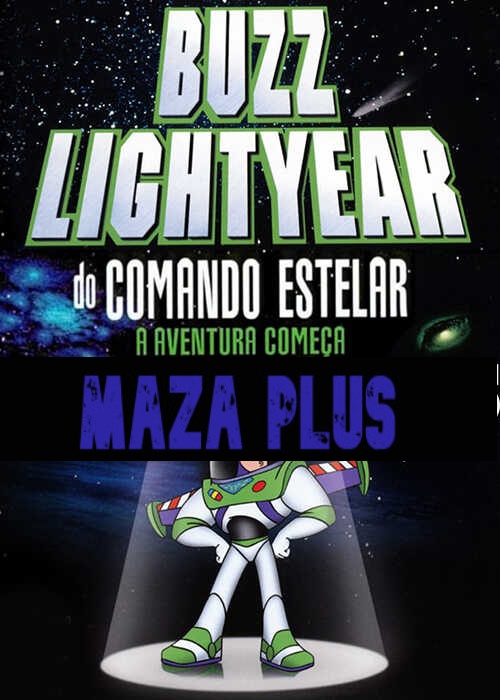 BUZZ
LIGHTYEAR
do COMANDO ESTELAR
A AVENTURA COMEÇA
MAZA PLUS